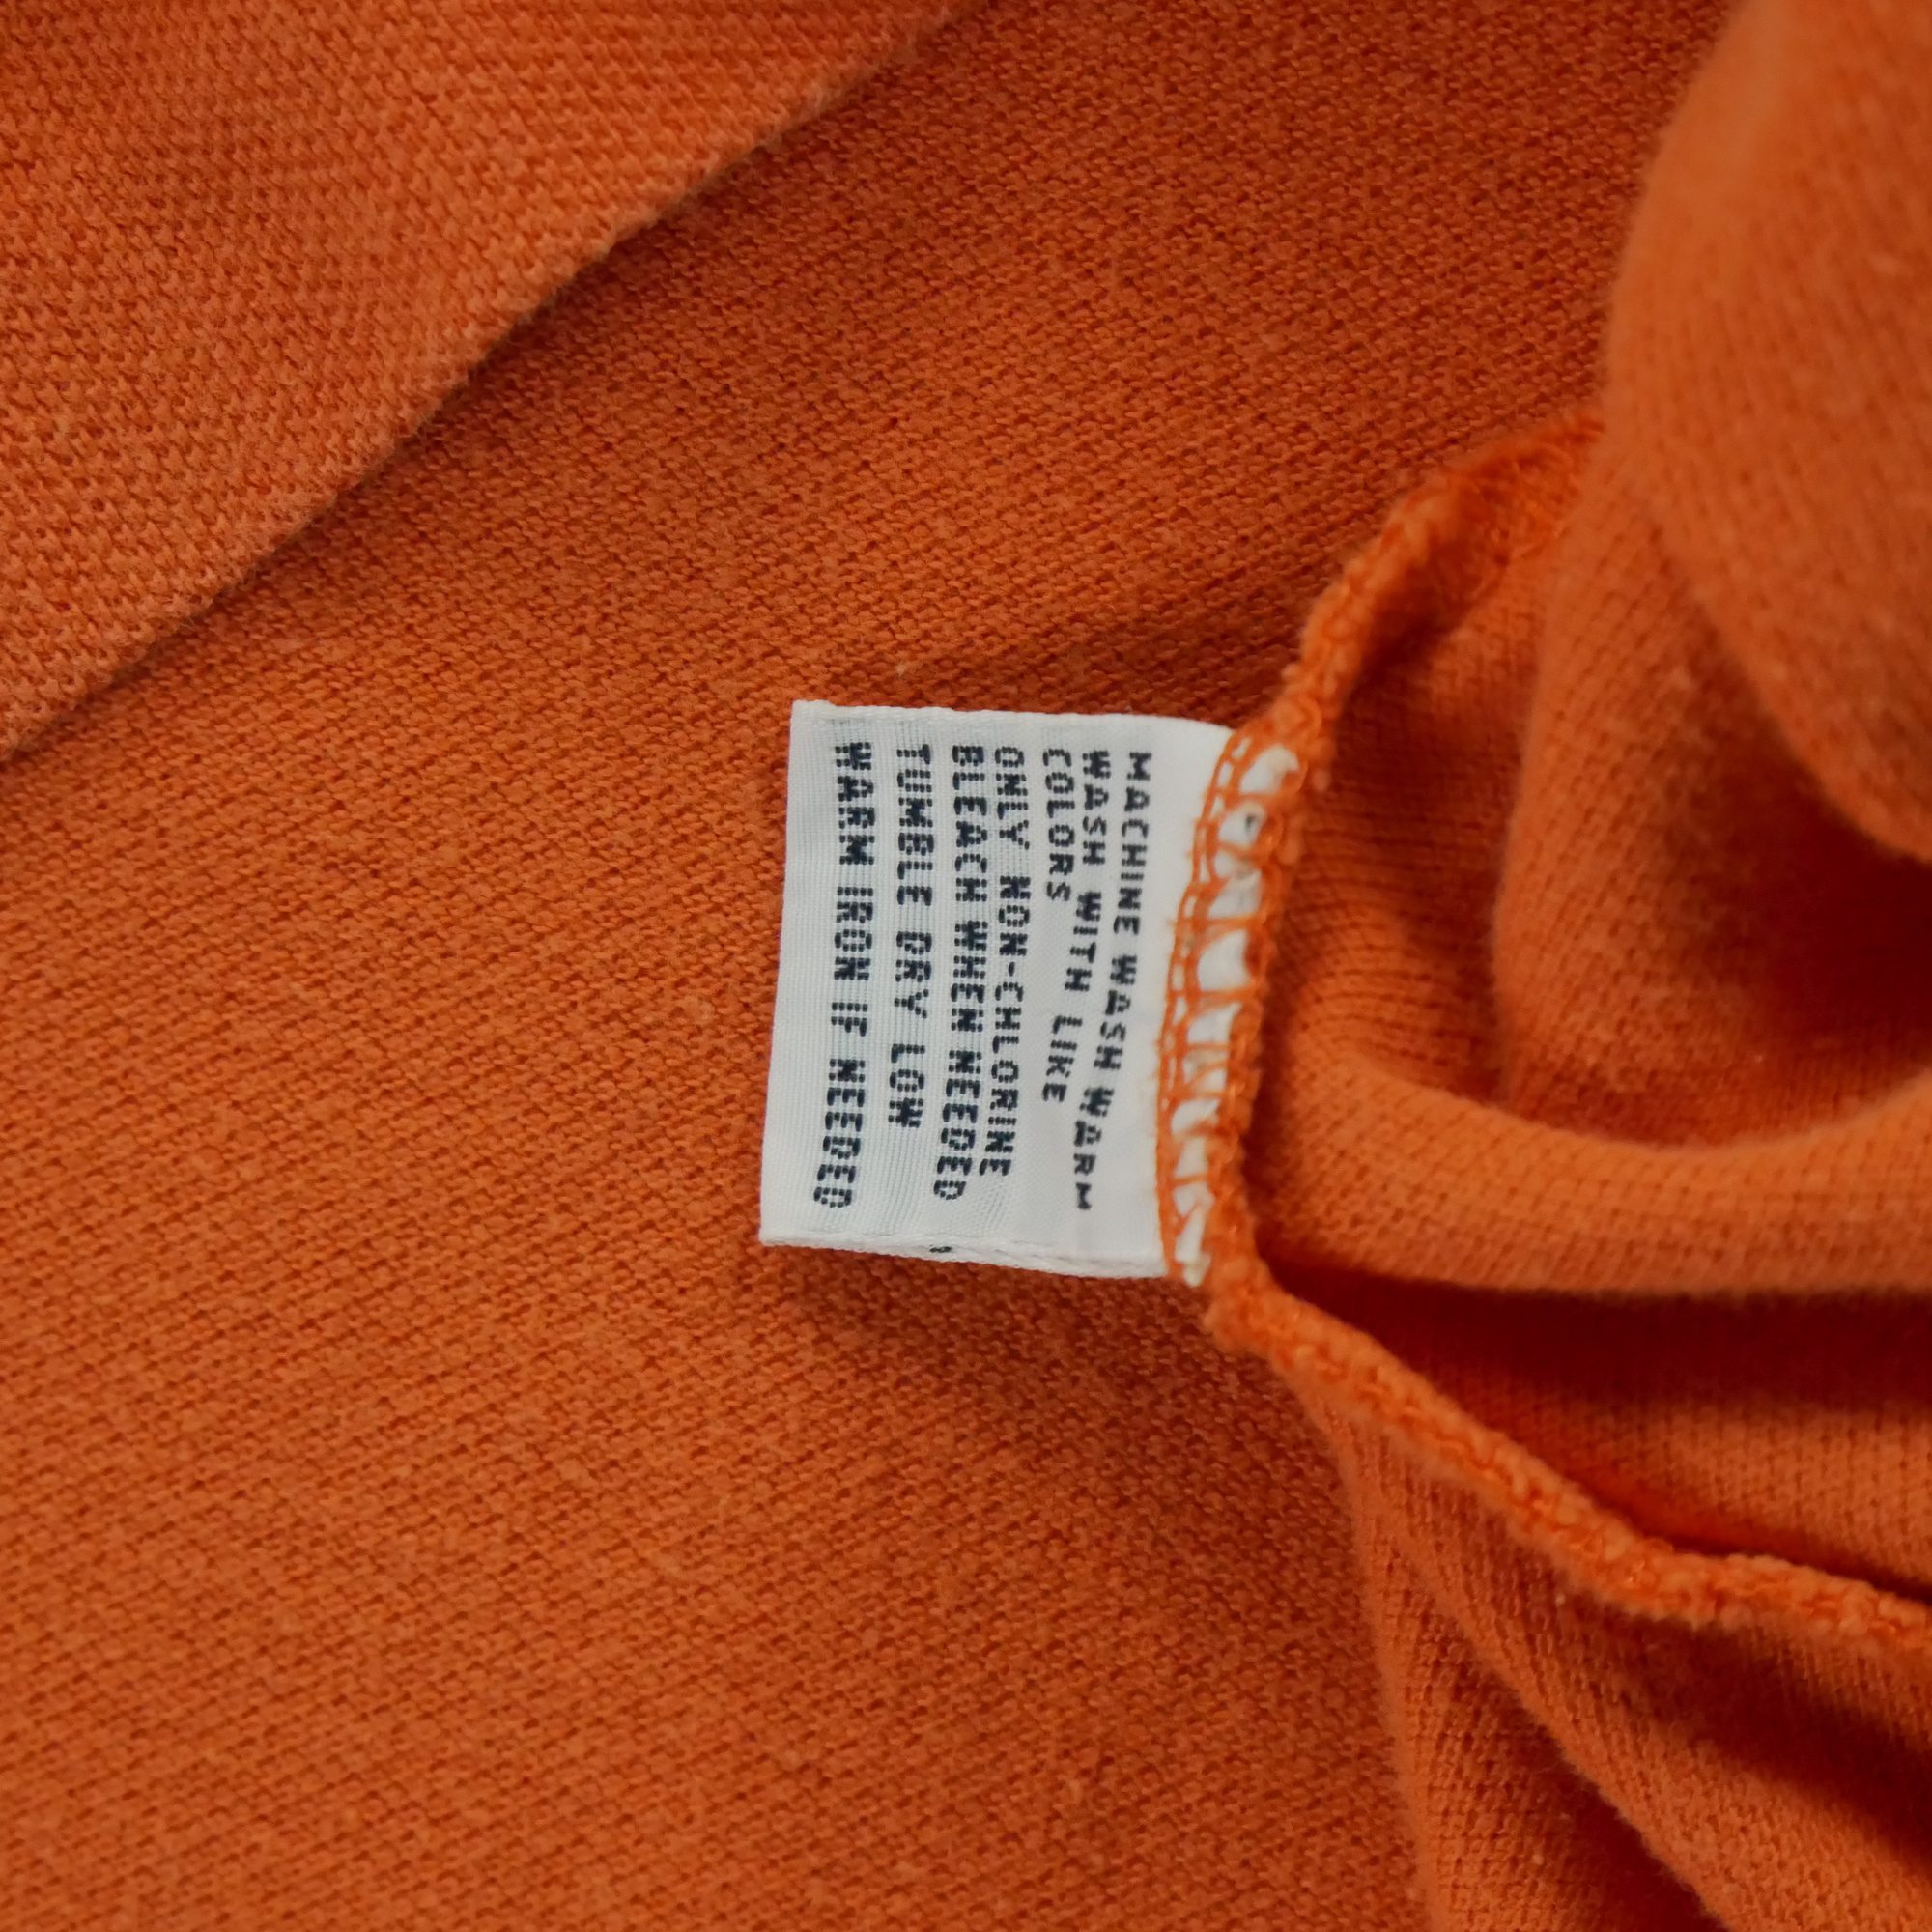 MACHINE WASH WARM
WASH WITH LIKE
COLORS
ONLY NON-CHLORINE
BLEACH WHEN NEEDED
TUMBLE DRY LOW
WARM IRON IF NEEDED